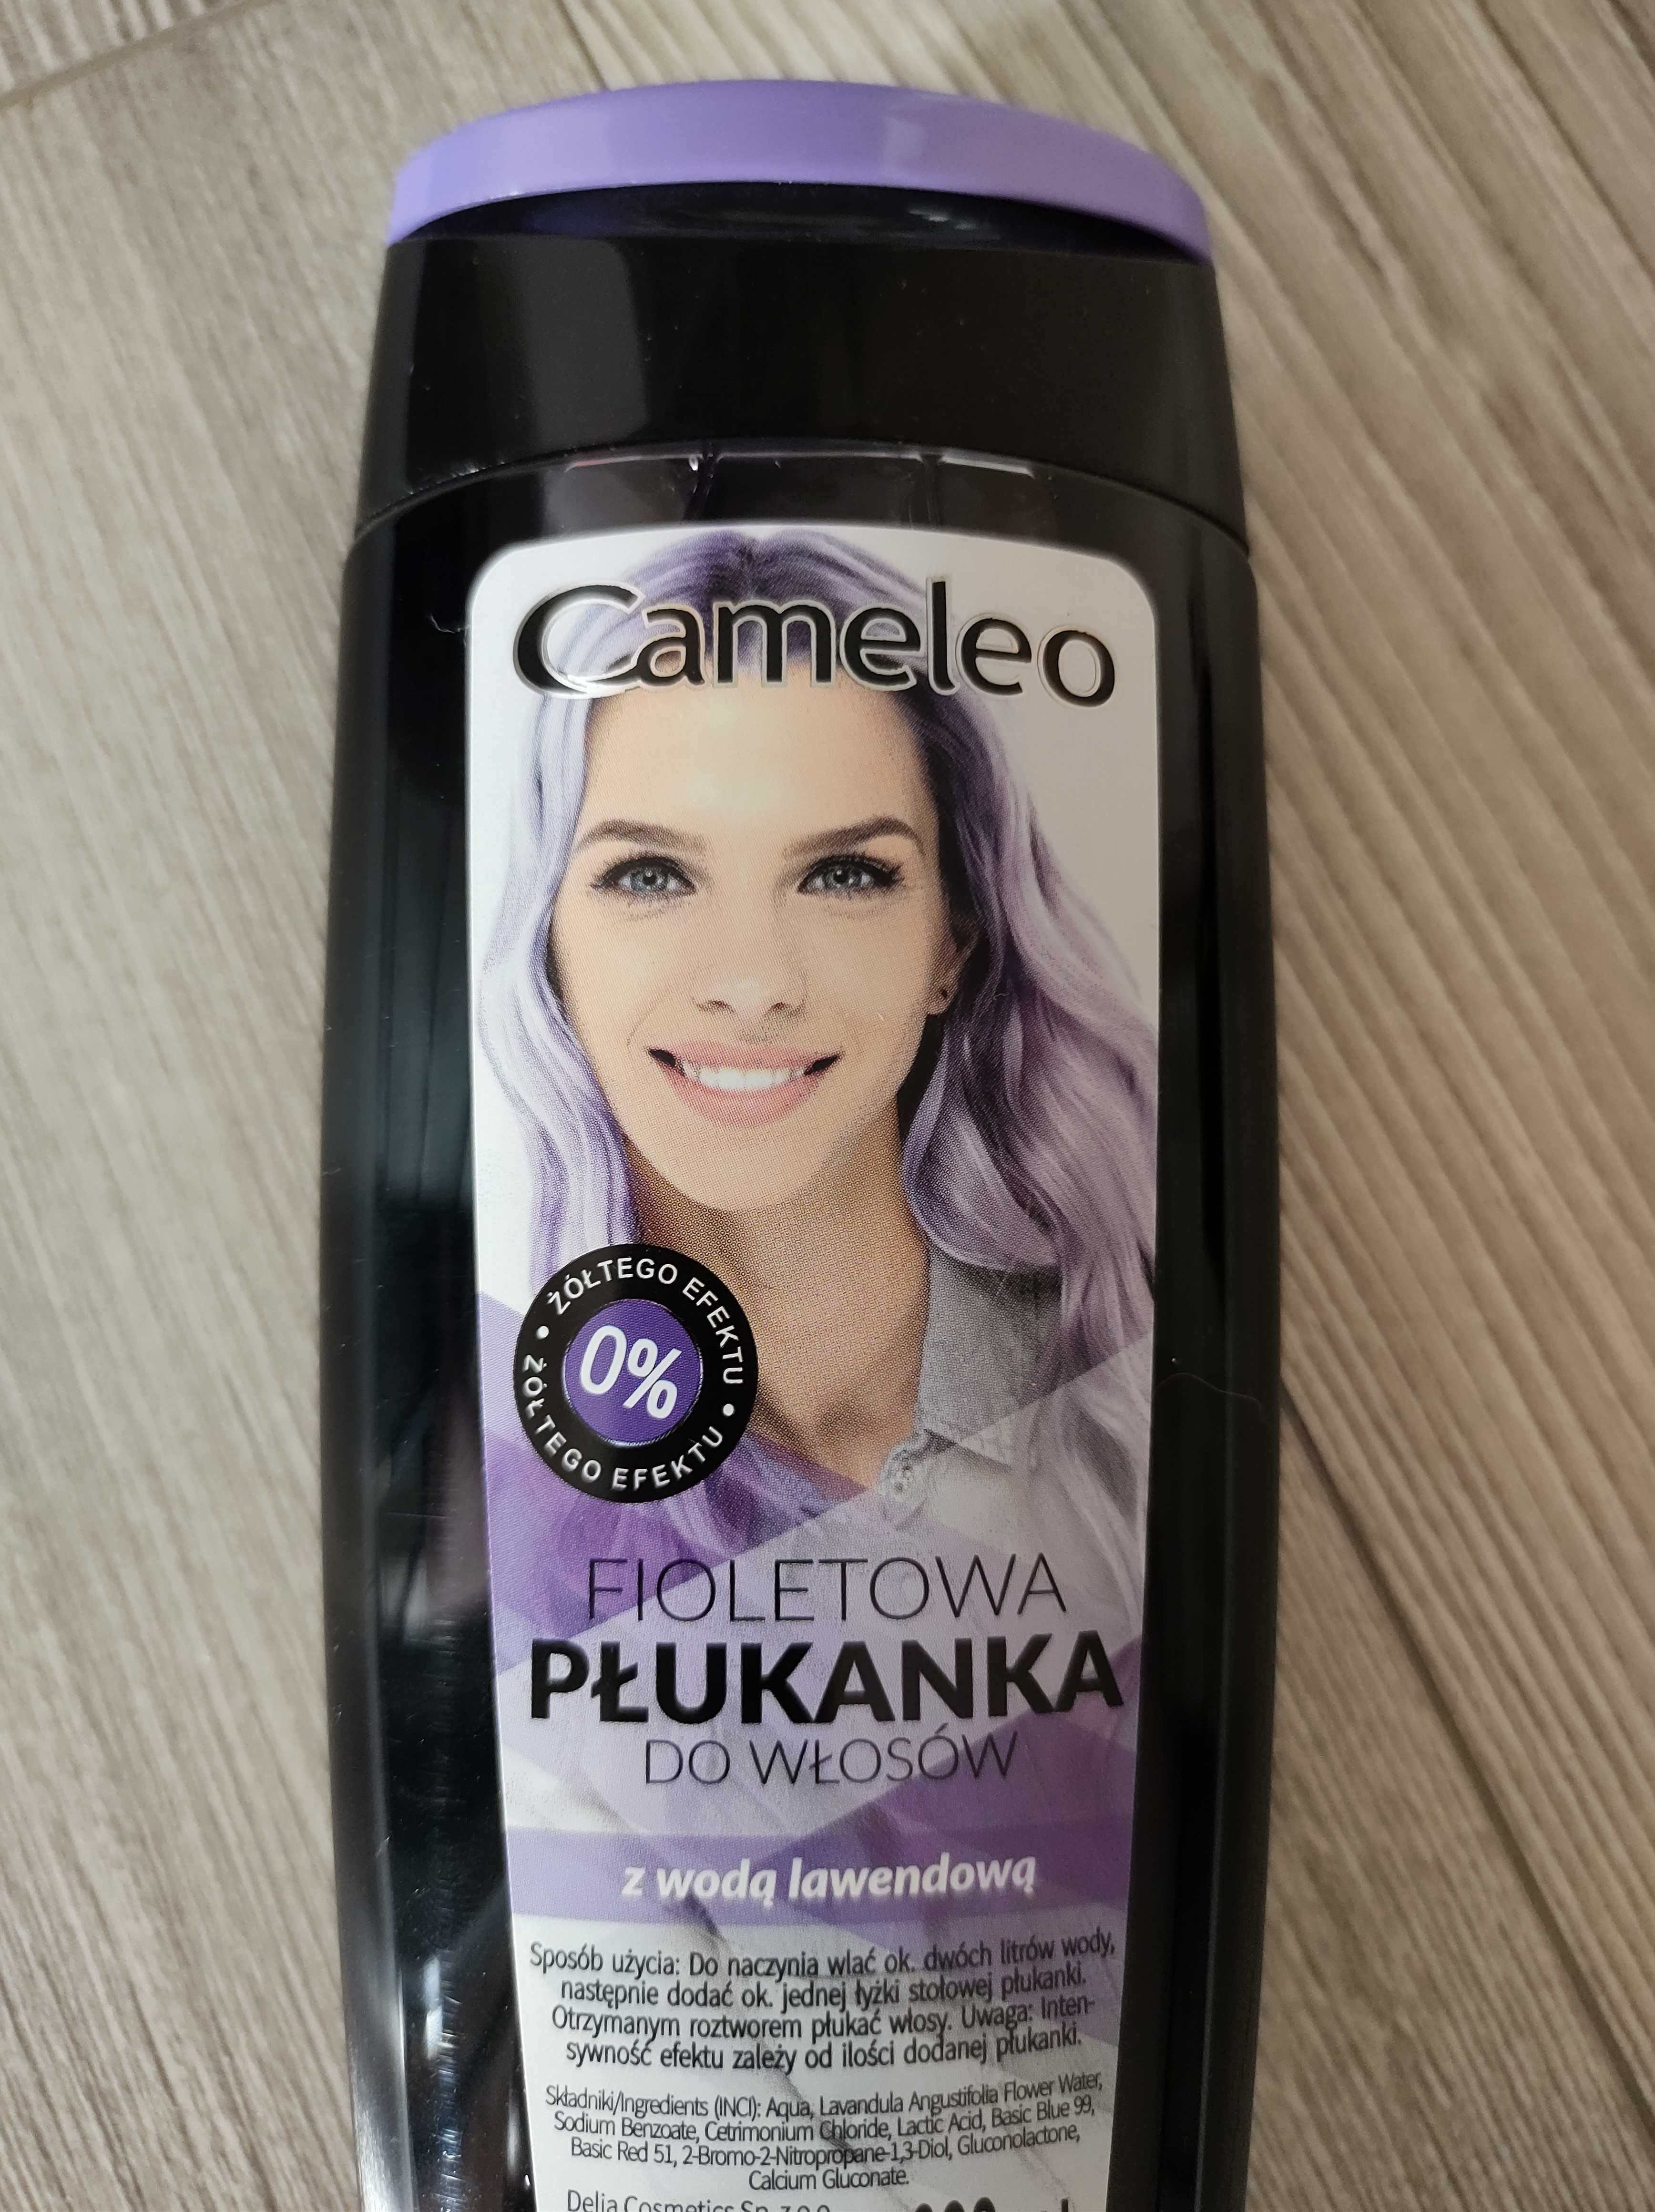 Cameleo
ŻÓŁTEGO EFEKTU • ŻÓŁTEGO EFEKTU •
0%
FIOLETOWA
PŁUKANKA
DO WŁOSÓW
z wodą lawendową
Sposób użycia: Do naczynia wlać ok. dwóch litrów wody,
następnie dodać ok. jednej łyżki stołowej płukanki.
Otrzymanym roztworem płukać włosy. Uwaga: Inten-
sywność efektu zależy od ilości dodanej płukanki.
Składniki/Ingredients (INCI): Aqua, Lavandula Angustifolia Flower Water,
Sodium Benzoate, Cetrimonium Chloride, Lactic Acid, Basic Blue 99,
Basic Red 51, 2-Bromo-2-Nitropropane-1,3-Diol, Gluconolactone,
Calcium Gluconate.
Delia Cosmetics Sp. z o.o.